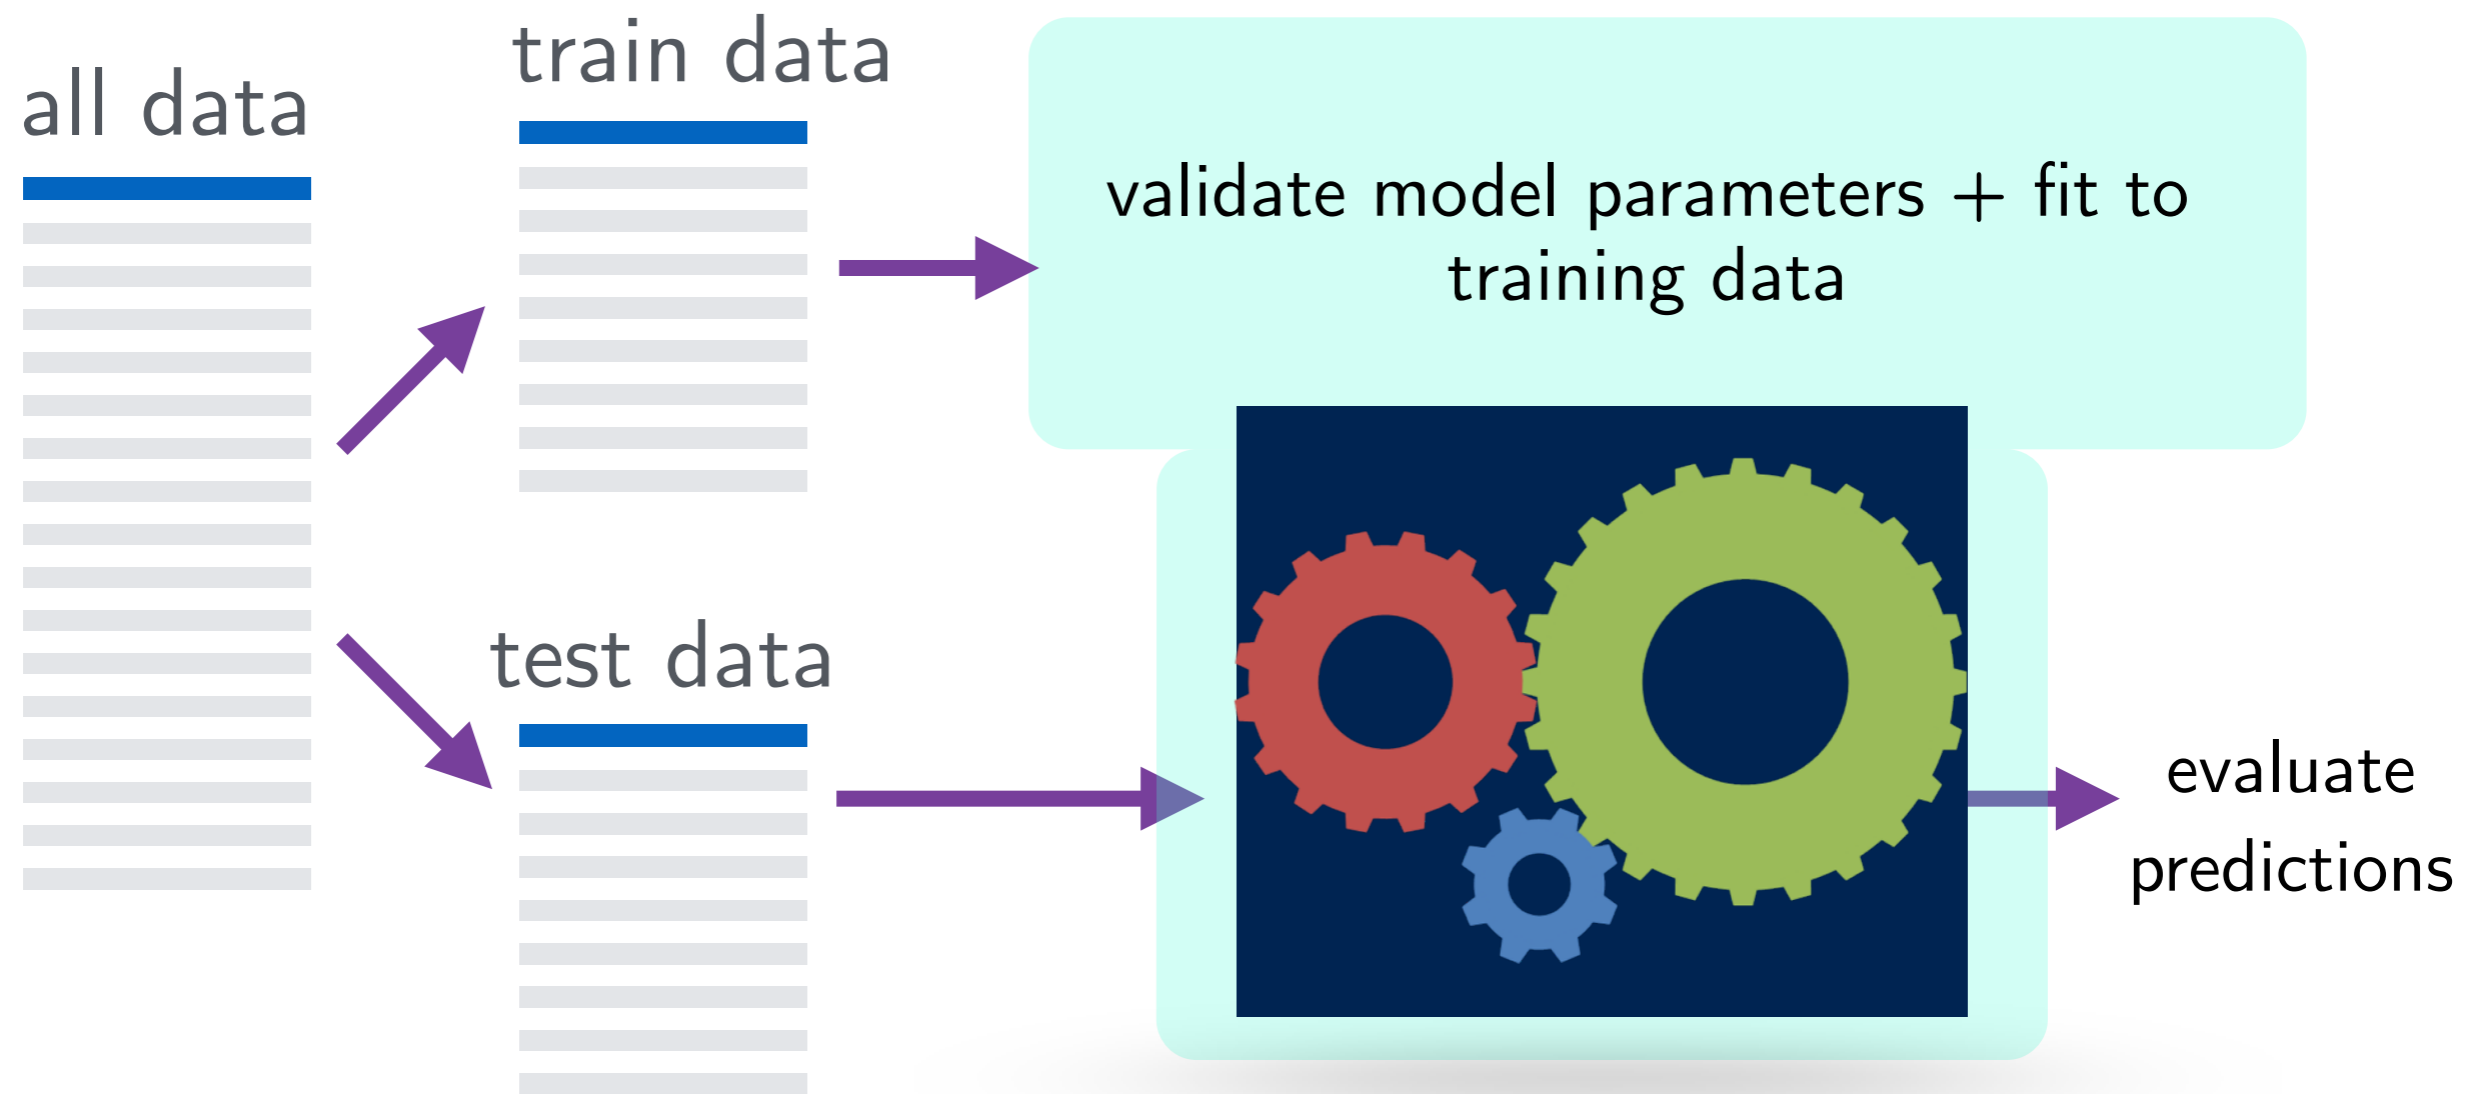 all data
train data
validate model parameters + fit to
training data
test data
evaluate
predictions